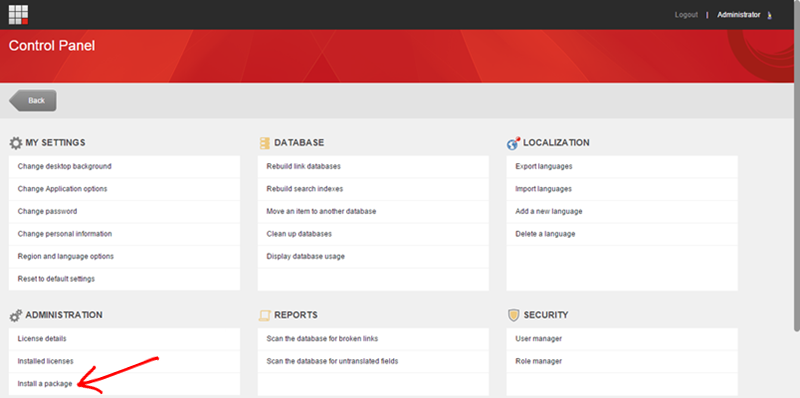 Logout | Administrator
Control Panel
Back
MY SETTINGS
Change desktop background
Change Application options
Change password
Change personal information
Region and language options
Reset to default settings
DATABASE
Rebuild link databases
Rebuild search indexes
Move an item to another database
Clean up databases
Display database usage
LOCALIZATION
Export languages
Import languages
Add a new language
Delete a language
ADMINISTRATION
License details
Installed licenses
Install a package
REPORTS
Scan the database for broken links
Scan the database for untranslated fields
SECURITY
User manager
Role manager